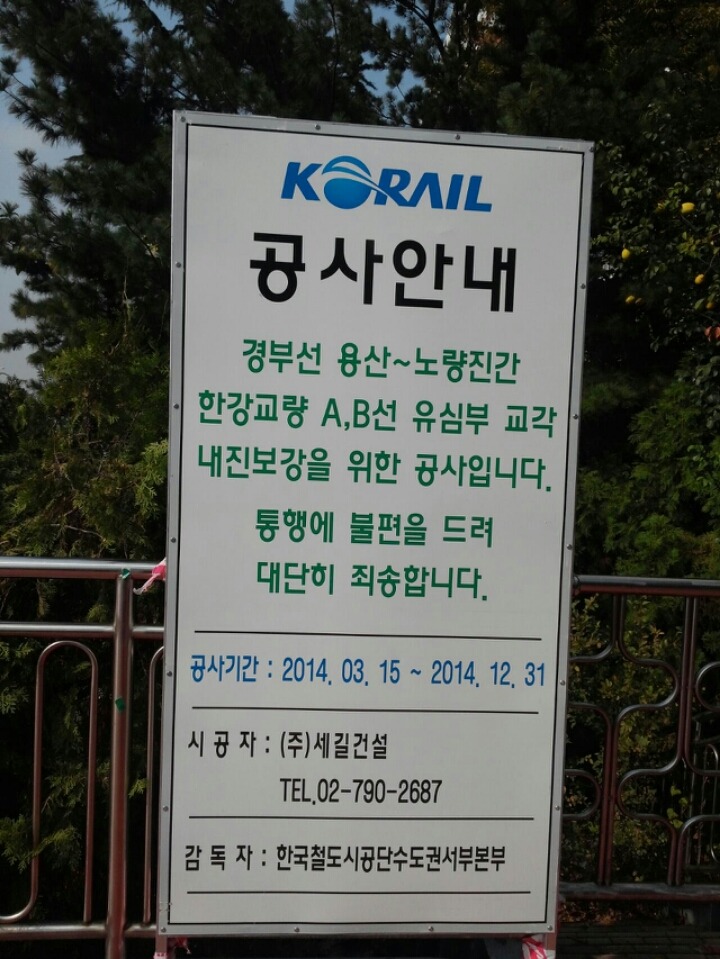 KORAIL
공사안내
경부선 용산~노량진간
한강교량 A,B선 유심부 교각
내진보강을 위한 공사입니다.
통행에 불편을 드려
대단히 죄송합니다.
공사기간 : 2014. 03. 15 ~ 2014. 12. 31
시 공 자 : (주)세길건설
TEL.02-790-2687
감 독 자 : 한국철도시공단수도권서부본부